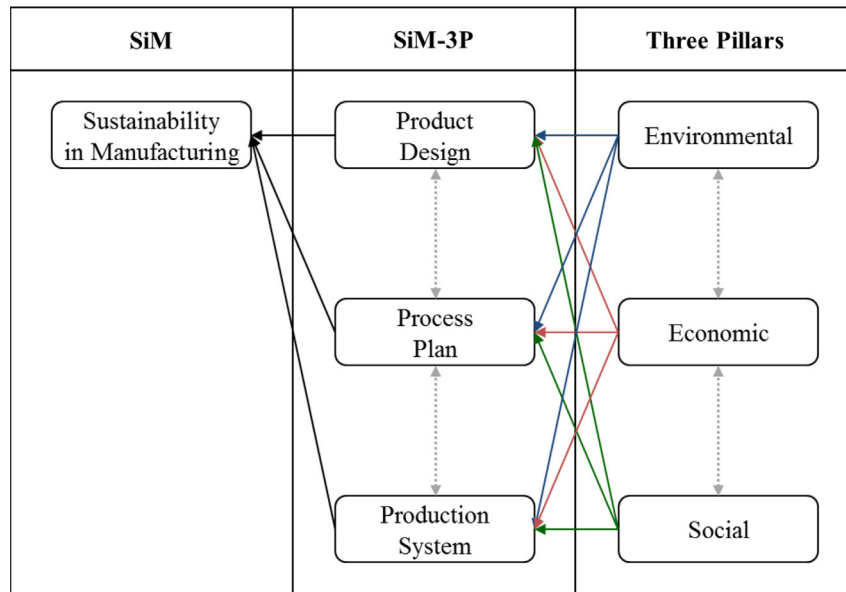 SiM
SiM-3P
Three Pillars
Sustainability
in Manufacturing
Product
Design
Environmental
Process
Plan
Economic
Production
System
Social